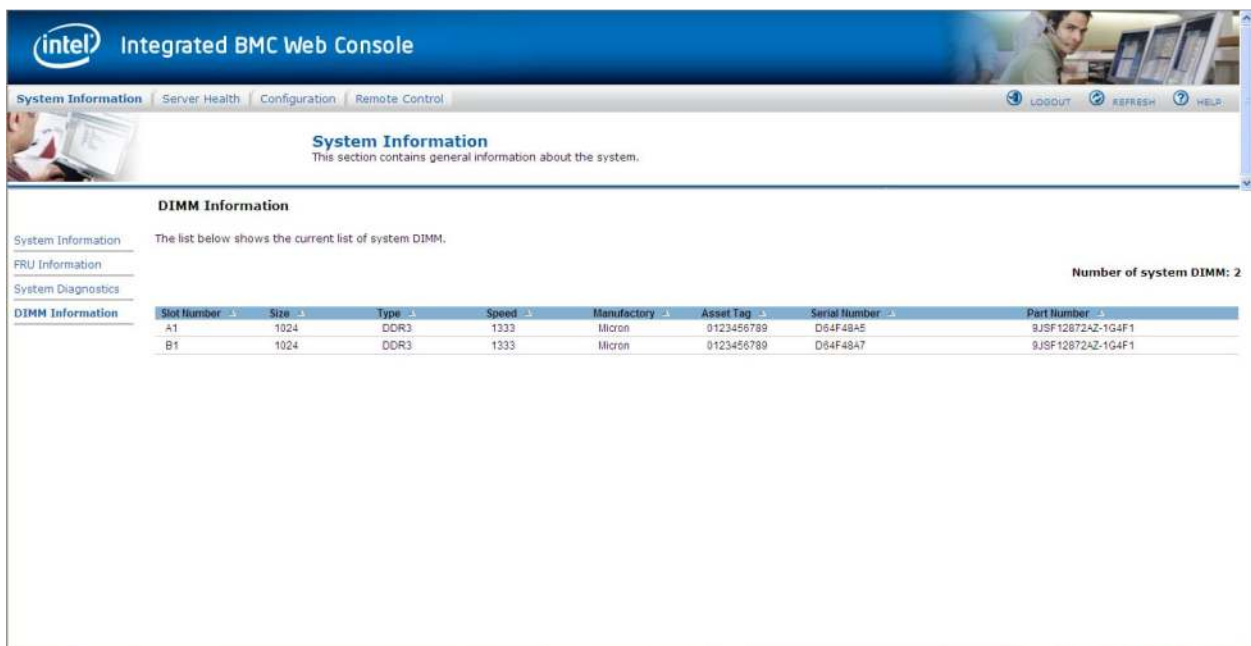 intel Integrated BMC Web Console
System Information Server Health Configuration Remote Control LOGOUT REFRESH HELP
System Information
This section contains general information about the system.
DIMM Information
System Information
FRU Information
System Diagnostics
DIMM Information
The list below shows the current list of system DIMM.
Number of system DIMM: 2
Slot Number Size Type Speed Manufactory Asset Tag Serial Number Part Number
A1 1024 DDR3 1333 Micron 0123456789 D64F48A5 9JSF12872AZ-1G4F1
B1 1024 DDR3 1333 Micron 0123456789 D64F48A7 9JSF12872AZ-1G4F1